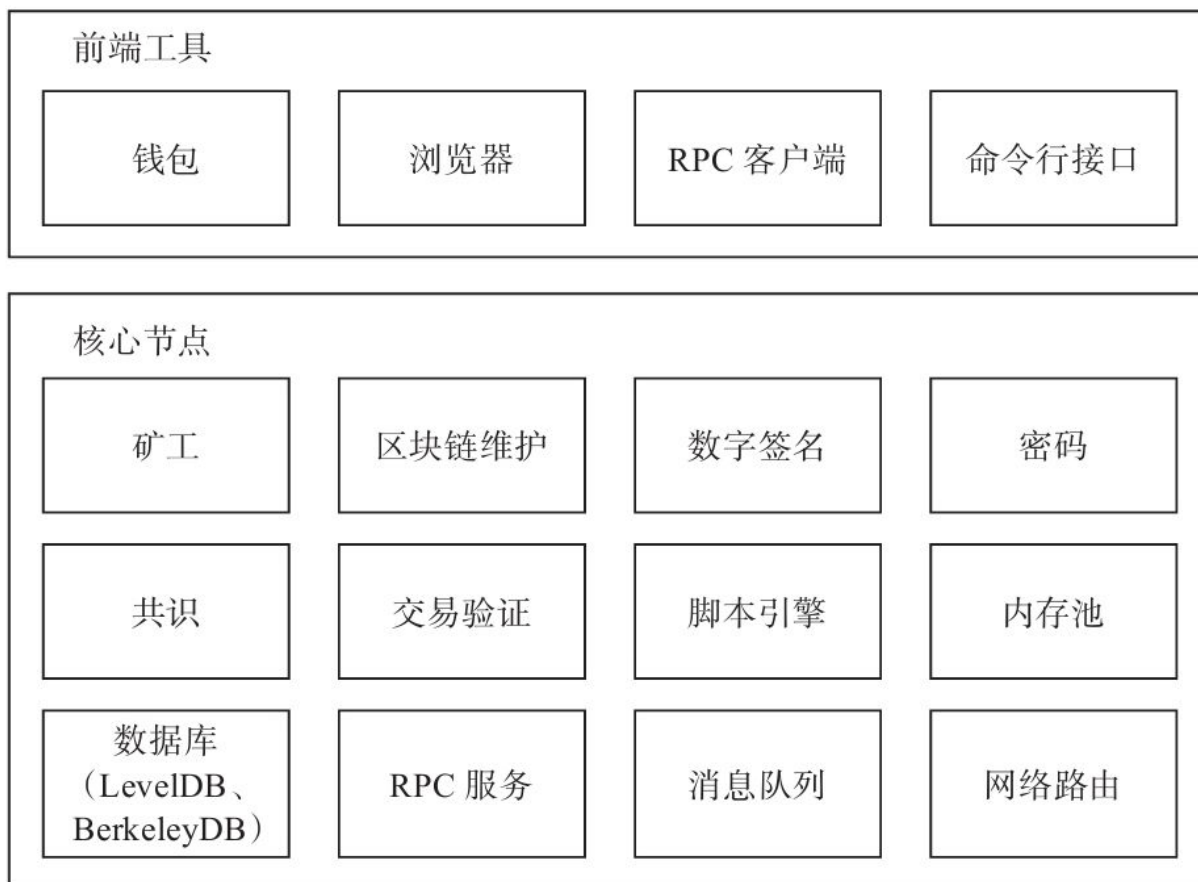 前端工具
钱包
浏览器
RPC 客户端
命令行接口
核心节点
矿工
区块链维护
数字签名
密码
共识
交易验证
脚本引擎
内存池
数据库
（LevelDB、
BerkeleyDB）
RPC 服务
消息队列
网络路由